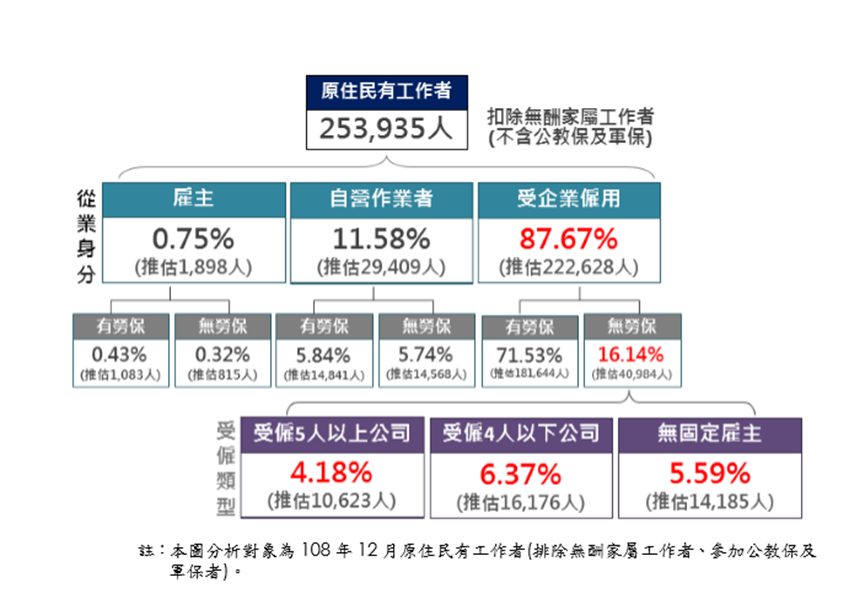 原住民有工作者
253,935人
扣除無酬家屬工作者
(不含公教保及軍保)
從業身分
雇主
0.75%
(推估1,898人)
自營作業者
11.58%
(推估29,409人)
受企業僱用
87.67%
(推估222,628人)
有勞保
0.43%
(推估1,083人)
無勞保
0.32%
(推估815人)
有勞保
5.84%
(推估14,841人)
無勞保
5.74%
(推估14,568人)
有勞保
71.53%
(推估181,644人)
無勞保
16.14%
(推估40,984人)
受僱類型
受僱5人以上公司
4.18%
(推估10,623人)
受僱4人以下公司
6.37%
(推估16,176人)
無固定雇主
5.59%
(推估14,185人)
註：本圖分析對象為 108 年 12 月原住民有工作者(排除無酬家屬工作者、參加公教保及
軍保者)。